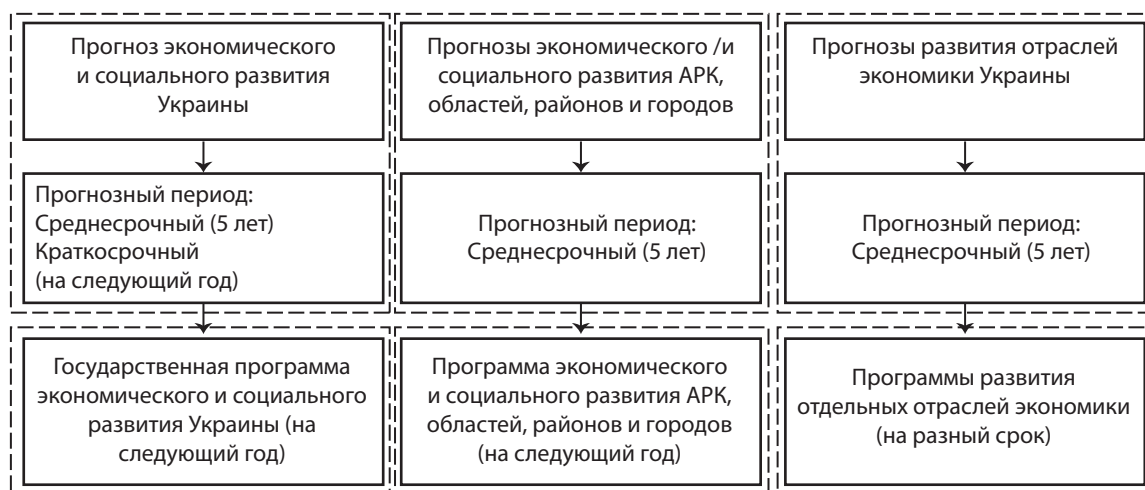 Прогноз экономического
и социального развития
Украины
Прогнозный период:
Среднесрочный (5 лет)
Краткосрочный
(на следующий год)
Государственная программа
экономического и социального
развития Украины (на
следующий год)
Прогнозы экономического /и
социального развития АРК,
областей, районов и городов
Прогнозный период:
Среднесрочный (5 лет)
Программа экономического
и социального развития АРК,
областей, районов и городов
(на следующий год)
Прогнозы развития отраслей
экономики Украины
Прогнозный период:
Среднесрочный (5 лет)
Программы развития
отдельных отраслей экономики
(на разный срок)